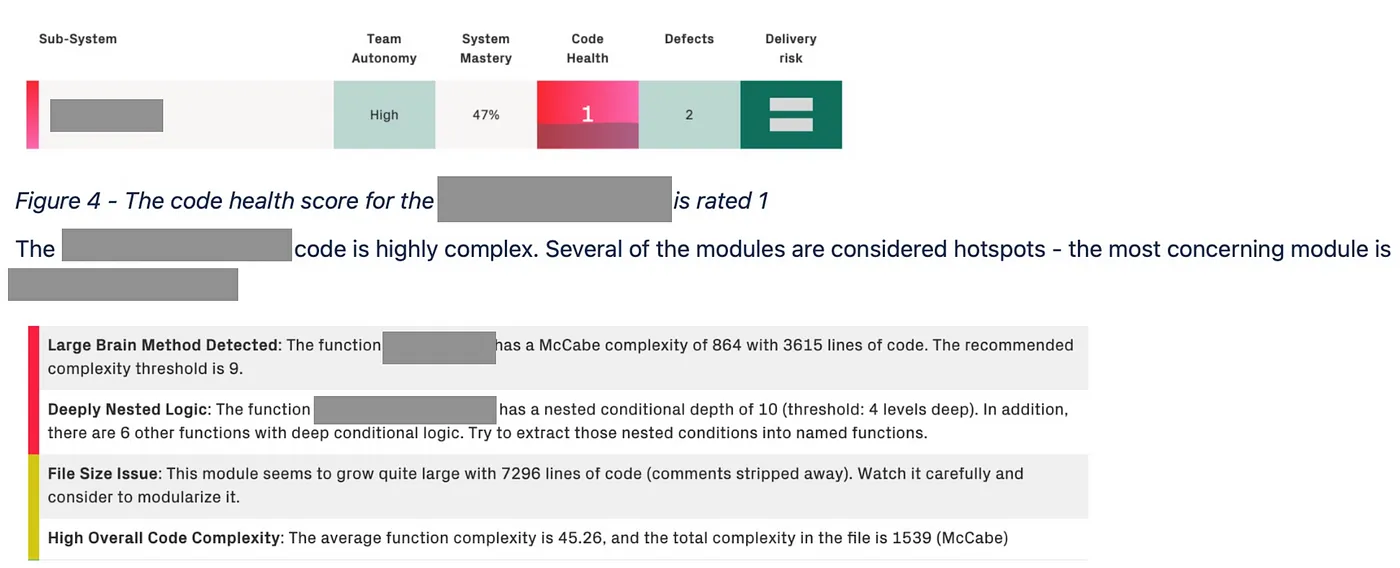 Sub-System Team Autonomy System Mastery Code Health Defects Delivery risk
High 47% 1 2
Figure 4 - The code health score for the is rated 1
The code is highly complex. Several of the modules are considered hotspots - the most concerning module is
Large Brain Method Detected: The function has a McCabe complexity of 864 with 3615 lines of code. The recommended
complexity threshold is 9.
Deeply Nested Logic: The function has a nested conditional depth of 10 (threshold: 4 levels deep). In addition,
there are 6 other functions with deep conditional logic. Try to extract those nested conditions into named functions.
File Size Issue: This module seems to grow quite large with 7296 lines of code (comments stripped away). Watch it carefully and
consider to modularize it.
High Overall Code Complexity: The average function complexity is 45.26, and the total complexity in the file is 1539 (McCabe)